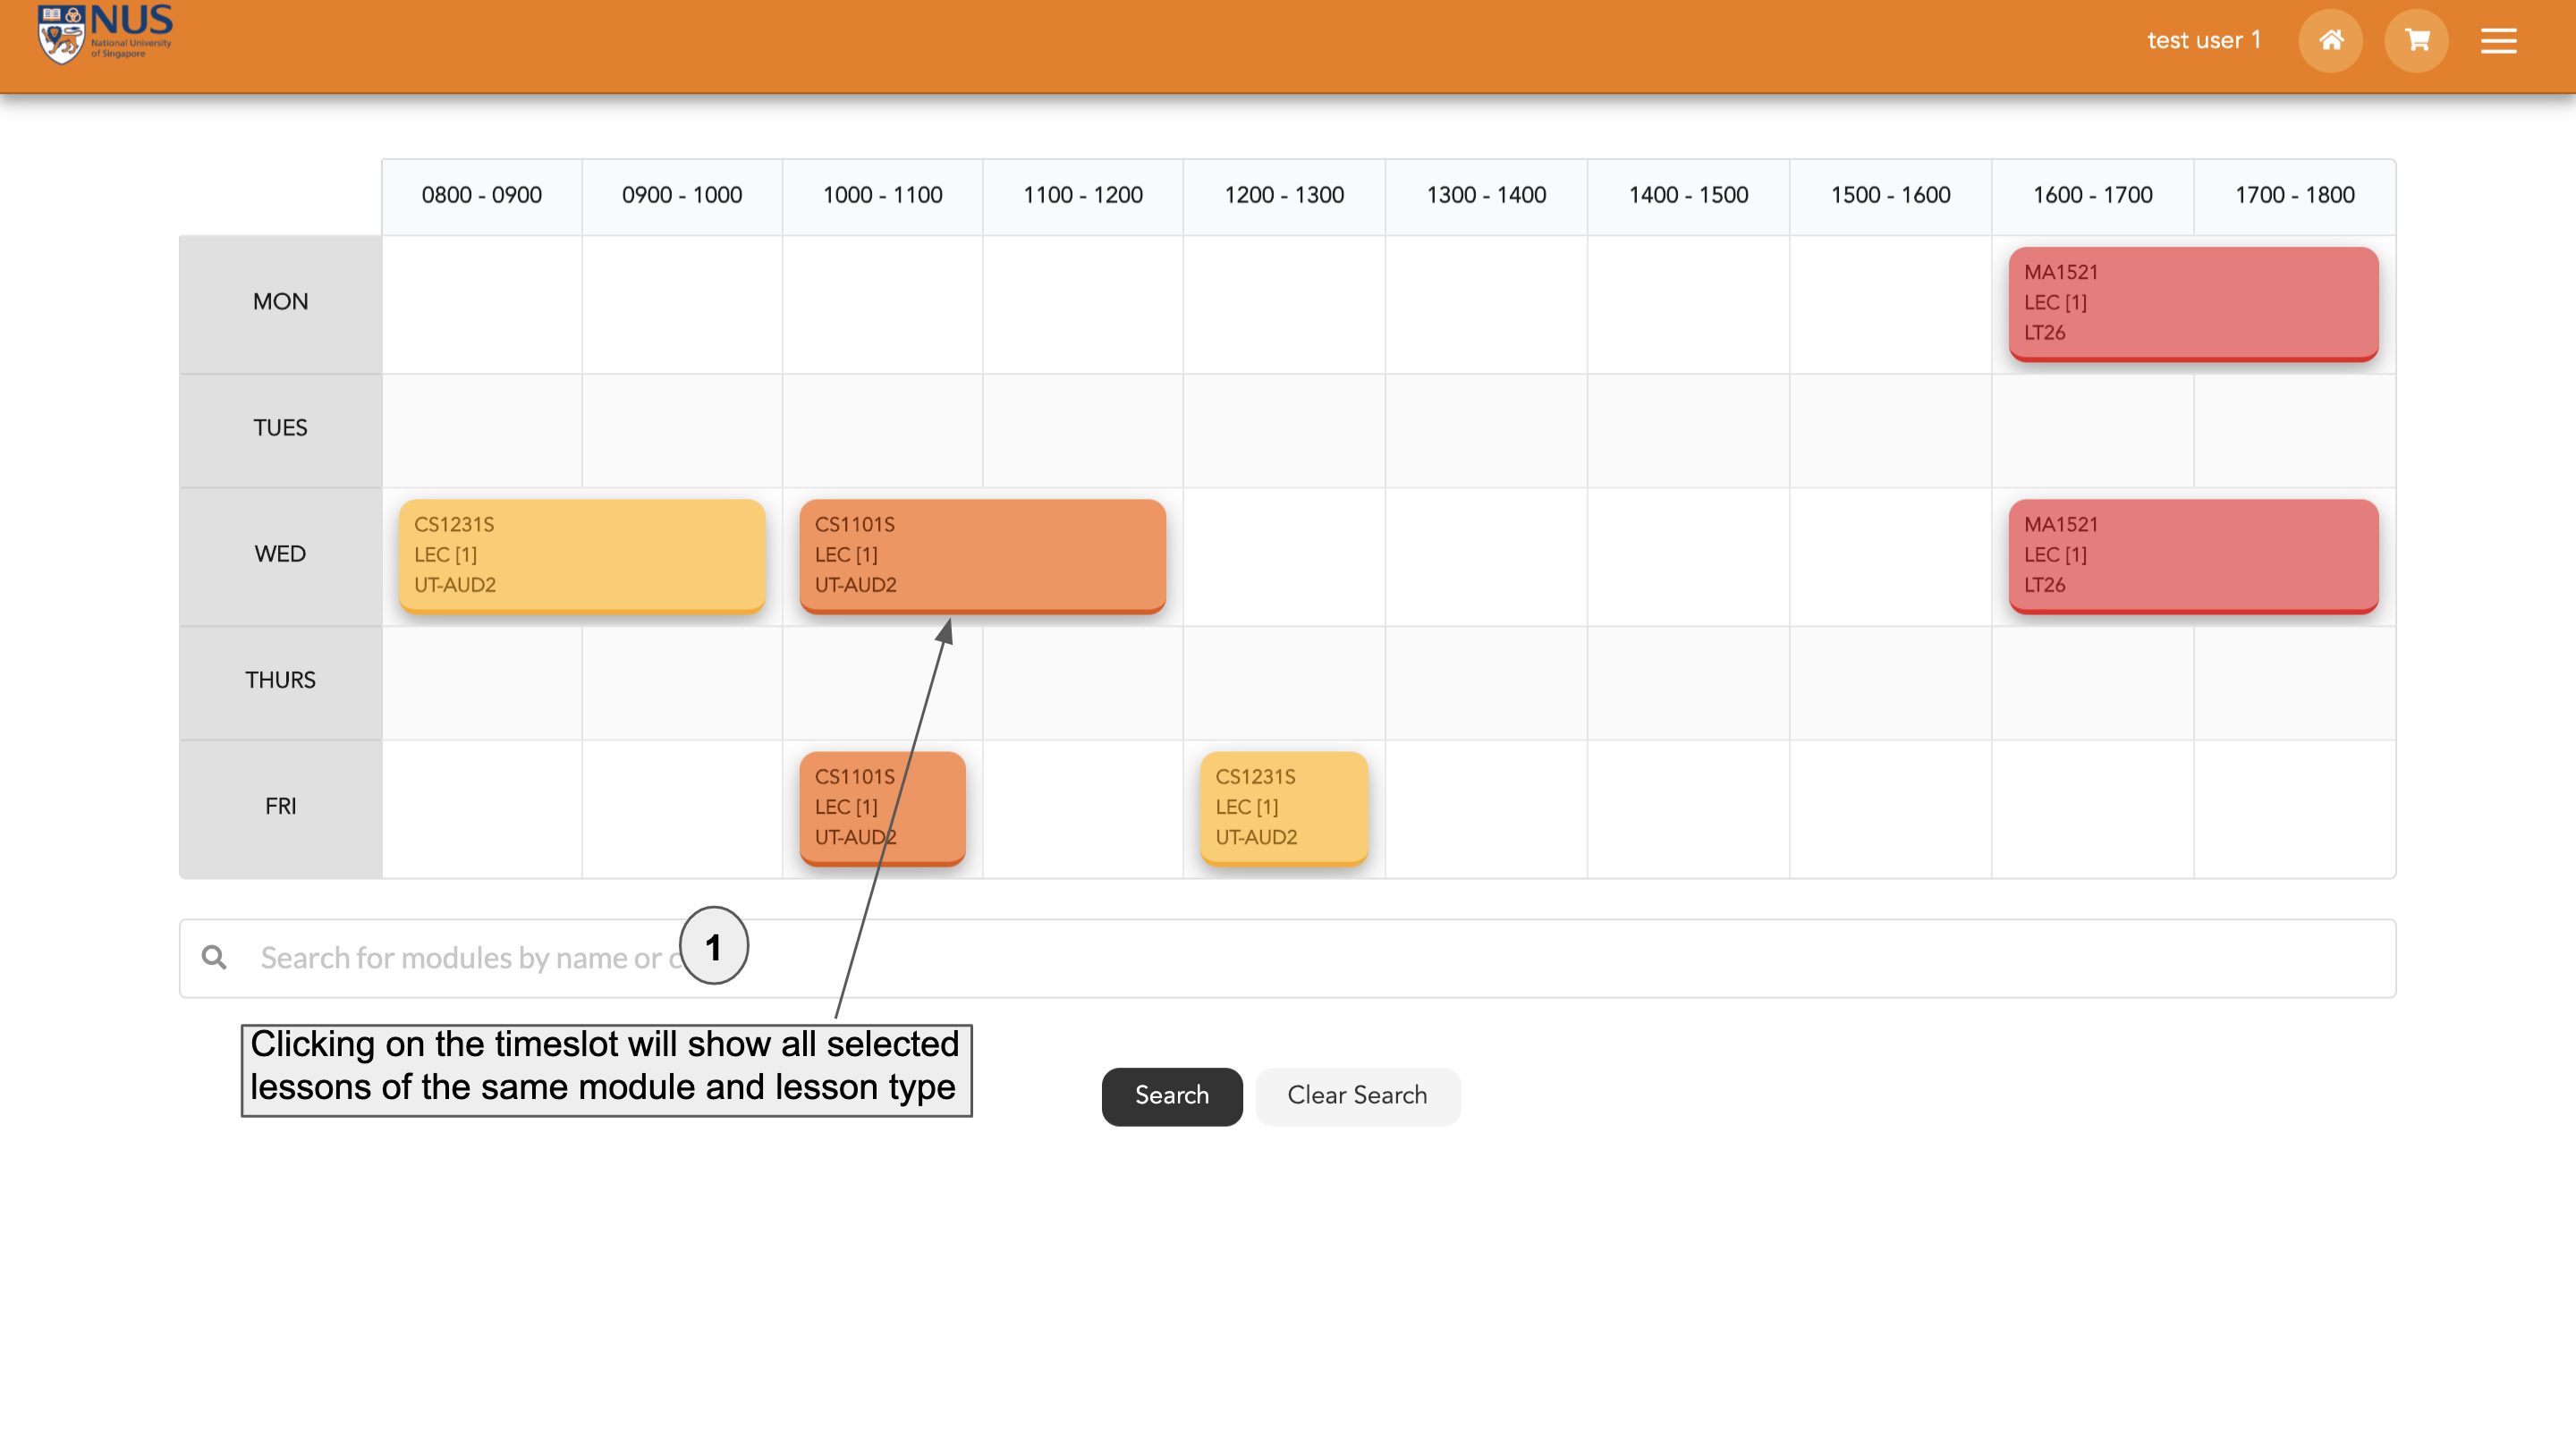 NUS
National University
of Singapore
test user 1
0800 - 0900
0900 - 1000
1000 - 1100
1100 - 1200
1200 - 1300
1300 - 1400
1400 - 1500
1500 - 1600
1600 - 1700
1700 - 1800
MON
MA1521
LEC [1]
LT26
TUES
WED
CS1231S
LEC [1]
UT-AUD2
CS1101S
LEC [1]
UT-AUD2
MA1521
LEC [1]
LT26
THURS
FRI
CS1101S
LEC [1]
UT-AUD2
CS1231S
LEC [1]
UT-AUD2
Search for modules by name or c
1
Clicking on the timeslot will show all selected
lessons of the same module and lesson type
Search
Clear Search